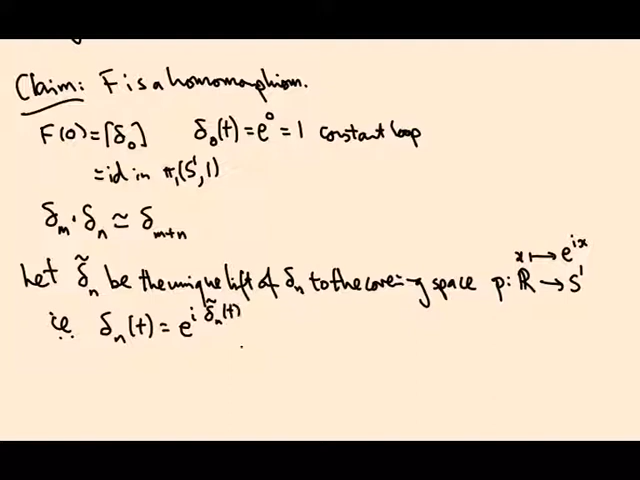 Claim: F is a homomorphism.
F(0) = [δ₀]   δ₀(t) = e⁰ = 1 constant loop
= id in π₁(S¹,1)
δₘ · δₙ ≃ δₘ₊ₙ
x ↦ e^{ix}
Let δ̃ₙ be the unique lift of δₙ to the covering space p: ℝ → S¹
ie δₙ(t) = e^{i δ̃ₙ(t)}